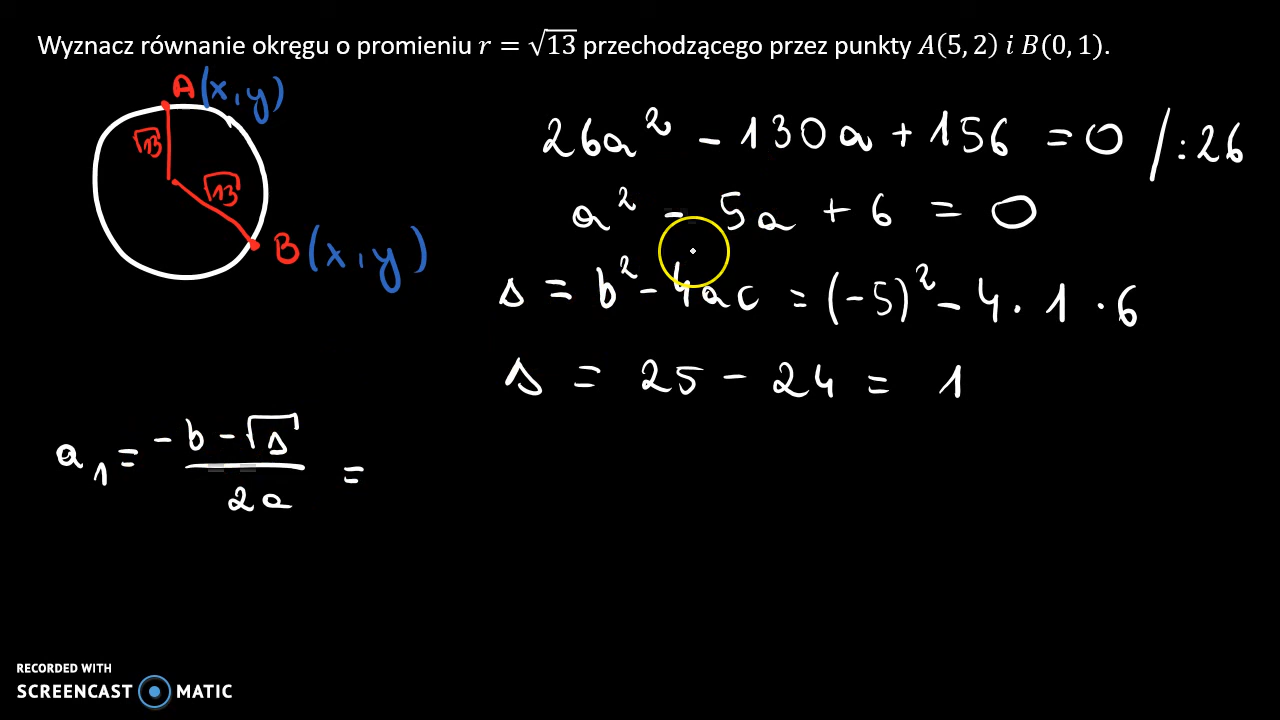 Wyznacz równanie okręgu o promieniu r = √13 przechodzącego przez punkty A(5, 2) i B(0, 1).
A(x, y)
√13
√13
B(x, y)
26a² - 130a + 156 = 0 /:26
a² - 5a + 6 = 0
Δ = b² - 4ac = (-5)² - 4 · 1 · 6
Δ = 25 - 24 = 1
a₁ = (-b - √Δ)/(2a) =
RECORDED WITH
SCREENCAST MATIC